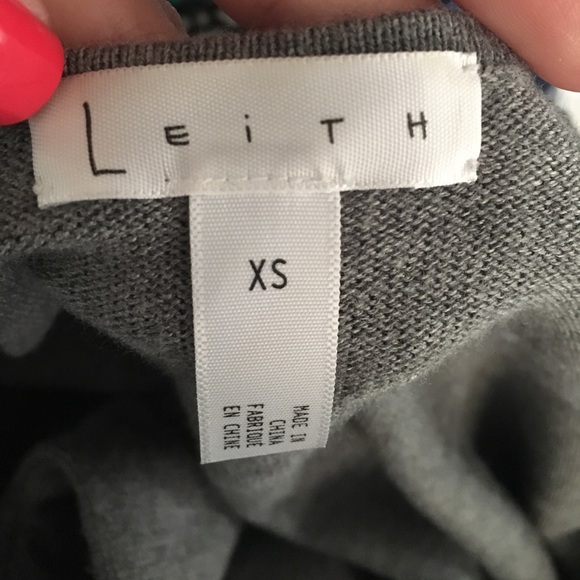 LEiTH
XS
MADE IN
CHINA
FABRIQUE
EN CHINE